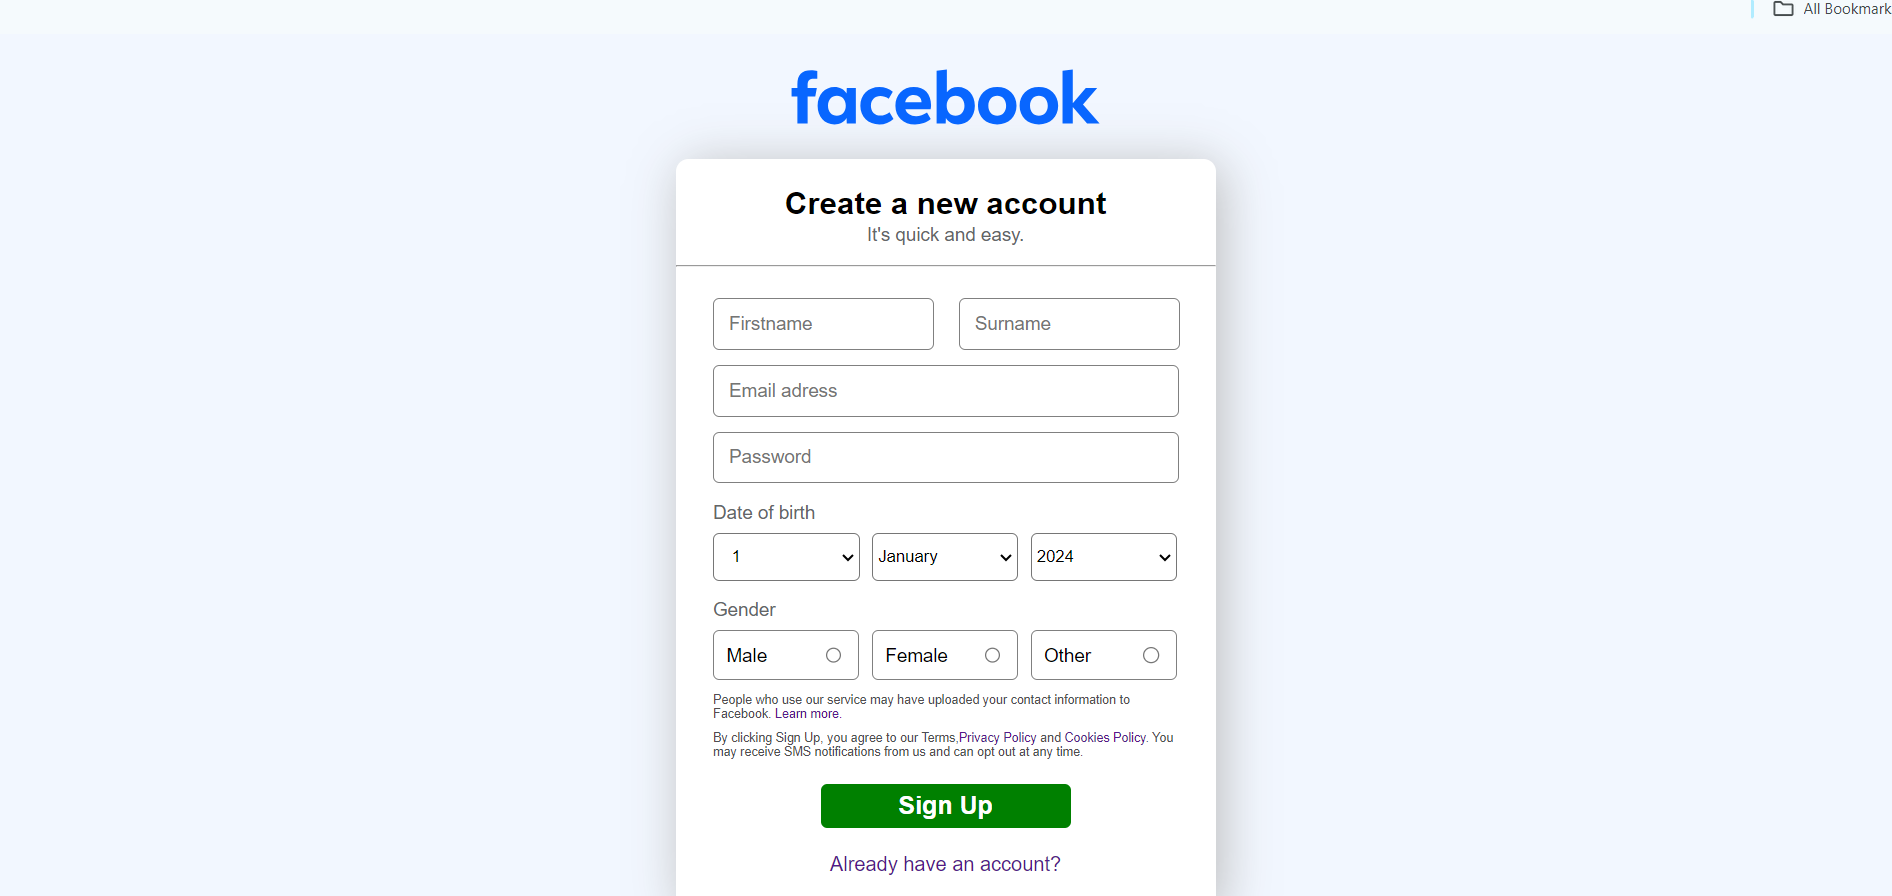 All Bookmark
facebook
Create a new account
It's quick and easy.
Firstname Surname
Email adress
Password
Date of birth
1 January 2024
Gender
Male Female Other
People who use our service may have uploaded your contact information to
Facebook. Learn more.
By clicking Sign Up, you agree to our Terms,Privacy Policy and Cookies Policy. You
may receive SMS notifications from us and can opt out at any time.
Sign Up
Already have an account?